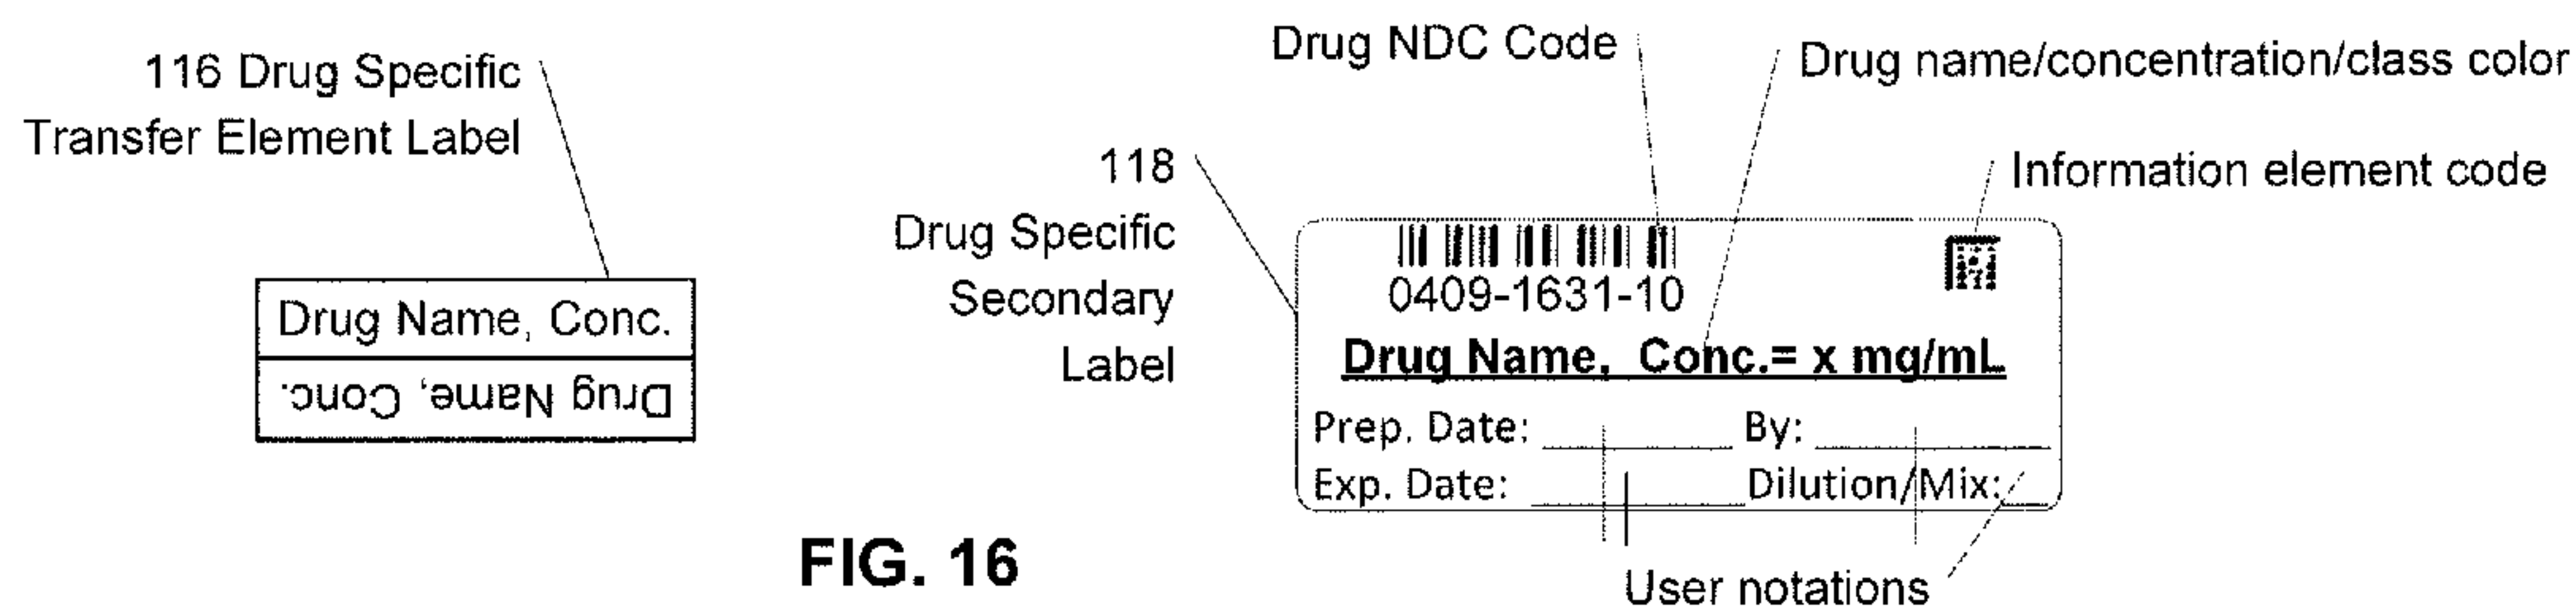 116 Drug Specific
Transfer Element Label
Drug Name, Conc.
Drug Name, Conc.
118
Drug Specific
Secondary
Label
Drug NDC Code
Drug name/concentration/class color
Information element code
0409-1631-10
Drug Name, Conc.= x mg/mL
Prep. Date: By:
Exp. Date: Dilution/Mix:
User notations
FIG. 16